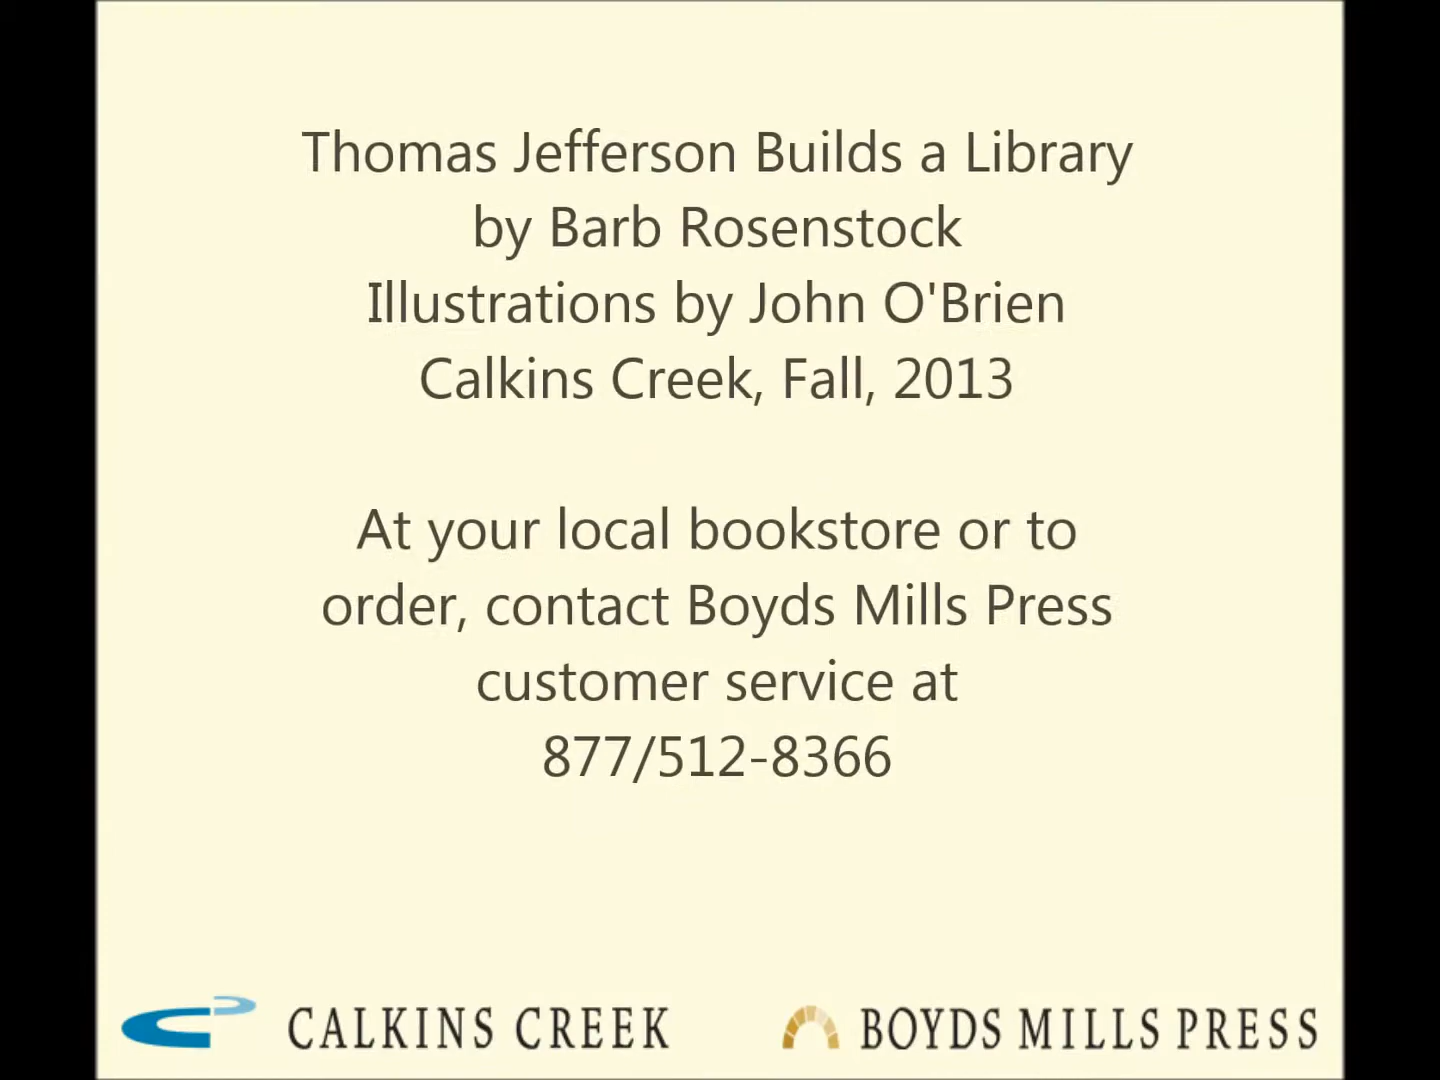 Thomas Jefferson Builds a Library
by Barb Rosenstock
Illustrations by John O'Brien
Calkins Creek, Fall, 2013
At your local bookstore or to
order, contact Boyds Mills Press
customer service at
877/512-8366
CALKINS CREEK
BOYDS MILLS PRESS